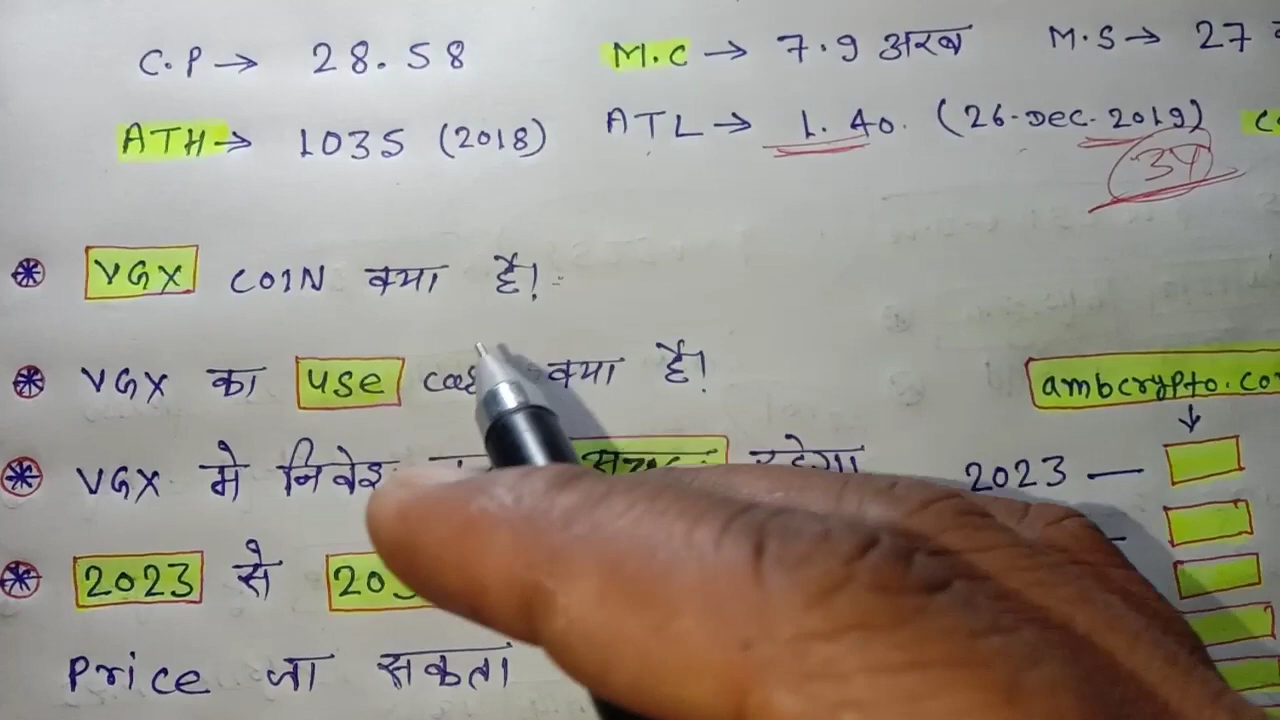 C.P → 28.58 M.C → 7.9 अरब M.S → 27
ATH → 1035 (2018) ATL → 1.40. (26-Dec-2019)
34
VGX COIN क्या है।
VGX का use क्या है।
ambcrypto.co
VGX मे निवेश रहेगा
2023 —
2023 से
Price जा सकता